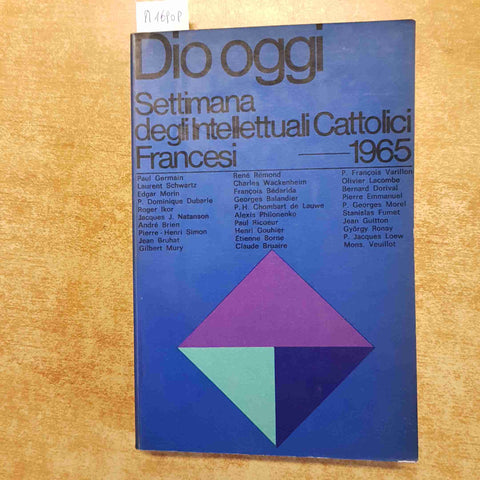 n16808
Dio oggi
Settimana
degli Intellettuali Cattolici
Francesi —— 1965
Paul Germain
Laurent Schwartz
Edgar Morin
P. Dominique Dubarle
Roger Ikor
Jacques J. Natanson
André Brien
Pierre-Henri Simon
Jean Bruhat
Gilbert Mury
René Rémond
Charles Wackenheim
François Bédarida
Georges Balandier
P.H. Chombart de Lauwe
Alexis Philonenko
Paul Ricoeur
Henri Gouhier
Étienne Borne
Claude Bruaire
P. François Varillon
Olivier Lacombe
Bernard Dorival
Pierre Emmanuel
P. Georges Morel
Stanislas Fumet
Jean Guitton
György Rónay
P. Jacques Loew
Mons. Veuillot